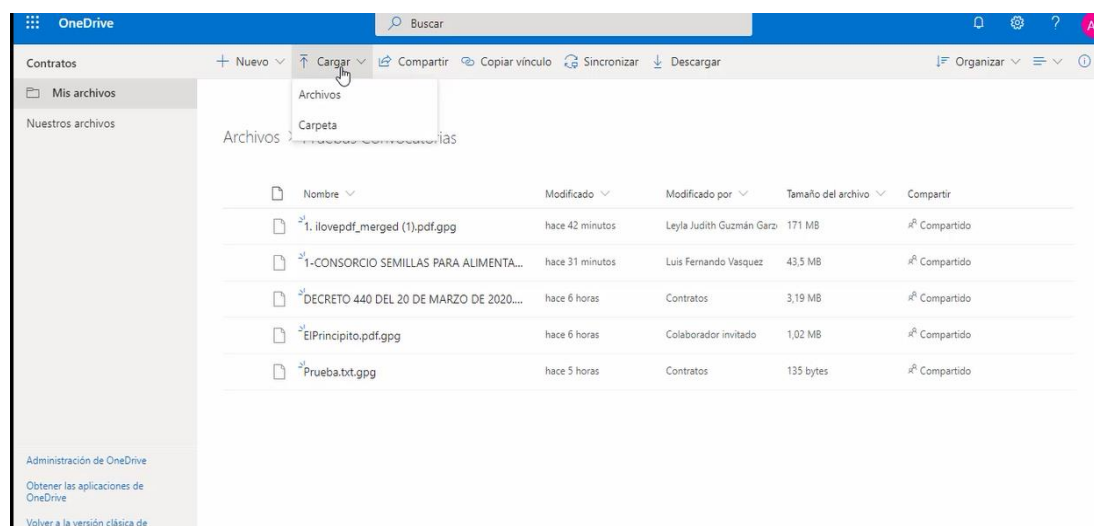 OneDrive
Buscar
?
A
Contratos
Nuevo
Cargar
Compartir
Copiar vínculo
Sincronizar
Descargar
Organizar
Archivos
Carpeta
Mis archivos
Nuestros archivos
Archivos > Pruebas Convocatorias
Nombre Modificado Modificado por Tamaño del archivo Compartir
1. ilovepdf_merged (1).pdf.gpg hace 42 minutos Leyla Judith Guzmán Garz 171 MB Compartido
1-CONSORCIO SEMILLAS PARA ALIMENTA... hace 31 minutos Luis Fernando Vasquez 43,5 MB Compartido
DECRETO 440 DEL 20 DE MARZO DE 2020.... hace 6 horas Contratos 3,19 MB Compartido
ElPrincipito.pdf.gpg hace 6 horas Colaborador invitado 1,02 MB Compartido
Prueba.txt.gpg hace 5 horas Contratos 135 bytes Compartido
Administración de OneDrive
Obtener las aplicaciones de
OneDrive
Volver a la versión clásica de